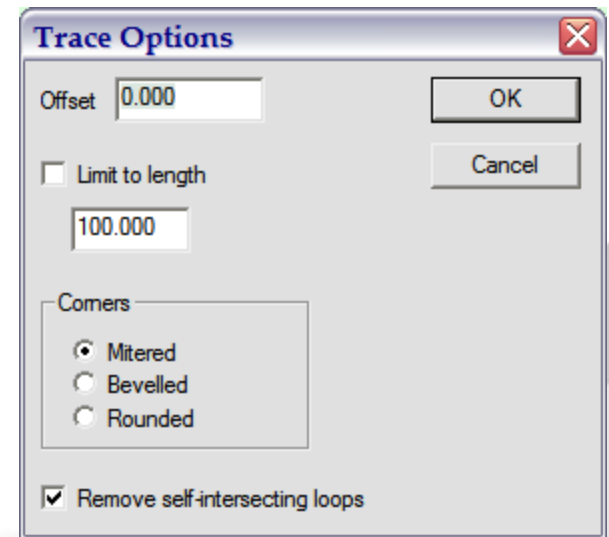 Trace Options
Offset 0.000
OK
Cancel
Limit to length
100.000
Corners
Mitered
Bevelled
Rounded
Remove self-intersecting loops